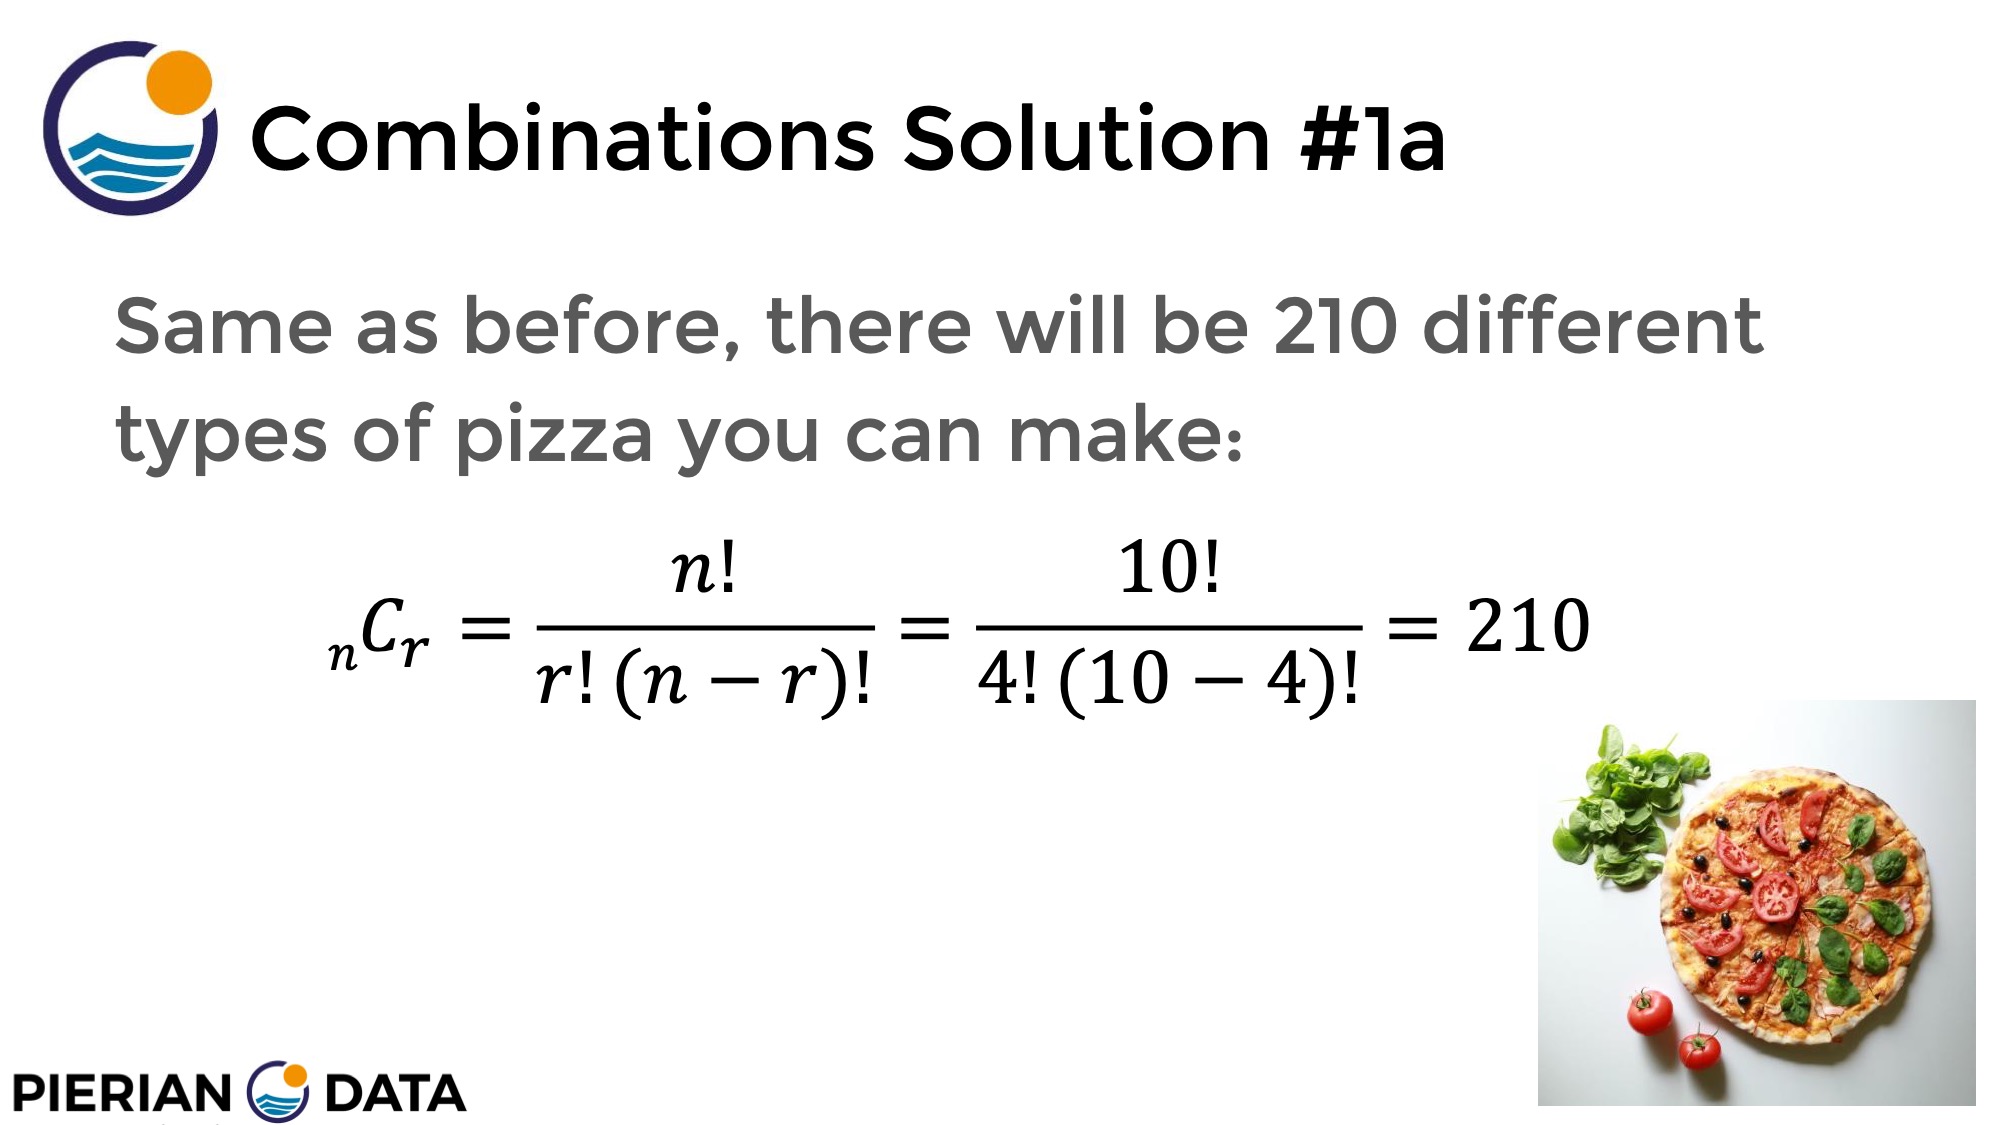 Combinations Solution #1a
Same as before, there will be 210 different
types of pizza you can make:
ₙCᵣ = n! / r! (n − r)! = 10! / 4! (10 − 4)! = 210
PIERIAN DATA